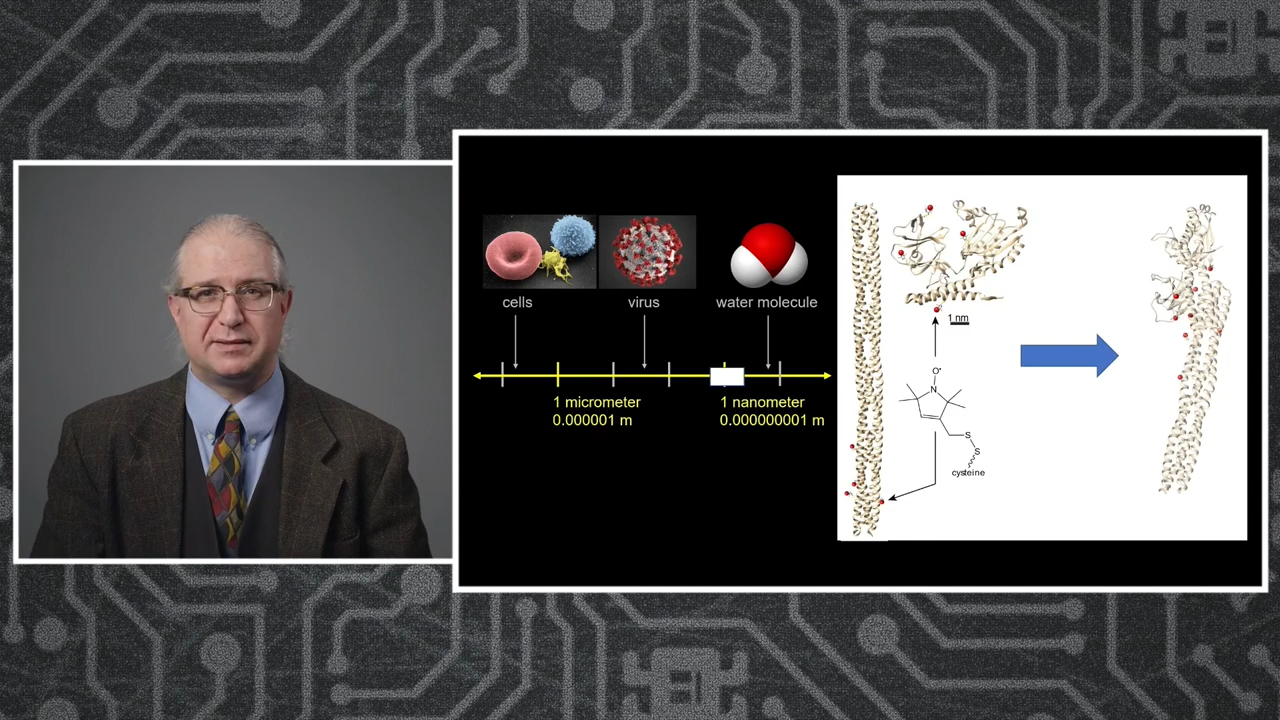 cells
virus
water molecule
1 micrometer
0.000001 m
1 nanometer
0.000000001 m
1 nm
O•
N
S
S
cysteine